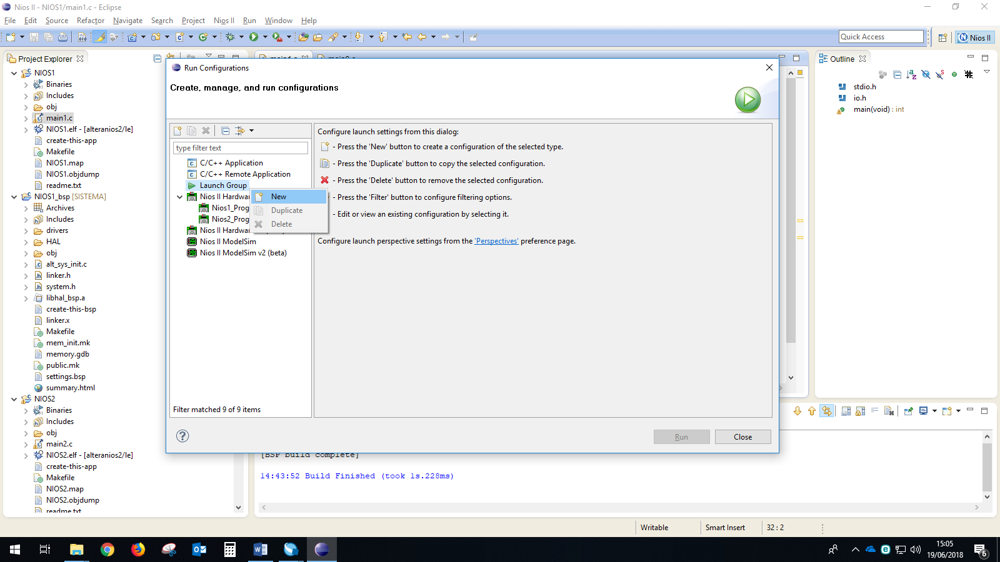 Nios II - NIOS1/main1.c - Eclipse
File Edit Source Refactor Navigate Search Project Nios II Run Window Help
Quick Access
Nios II
Project Explorer
NIOS1
Binaries
Includes
obj
main1.c
NIOS1.elf - [alteranios2/le]
create-this-app
Makefile
NIOS1.map
NIOS1.objdump
readme.txt
NIOS1_bsp [SISTEMA]
Archives
Includes
drivers
HAL
obj
alt_sys_init.c
linker.h
system.h
libhal_bsp.a
create-this-bsp
linker.x
Makefile
mem_init.mk
memory.gdb
public.mk
settings.bsp
summary.html
NIOS2
Binaries
Includes
obj
main2.c
NIOS2.elf - [alteranios2/le]
create-this-app
Makefile
NIOS2.map
NIOS2.objdump
readme.txt
Run Configurations
Create, manage, and run configurations
type filter text
C/C++ Application
C/C++ Remote Application
Launch Group
Nios II Hardwar
Nios1_Prog
Nios2_Prog
Nios II Hardwar
Nios II ModelSim
Nios II ModelSim v2 (beta)
New
Duplicate
Delete
Filter matched 9 of 9 items
Configure launch settings from this dialog:
- Press the 'New' button to create a configuration of the selected type.
- Press the 'Duplicate' button to copy the selected configuration.
- Press the 'Delete' button to remove the selected configuration.
- Press the 'Filter' button to configure filtering options.
- Edit or view an existing configuration by selecting it.
Configure launch perspective settings from the 'Perspectives' preference page.
Run
Close
Outline
stdio.h
io.h
main(void) : int
[BSP build complete]
14:43:52 Build Finished (took 1s.228ms)
Writable
Smart Insert
32 : 2
15:05
19/06/2018
6